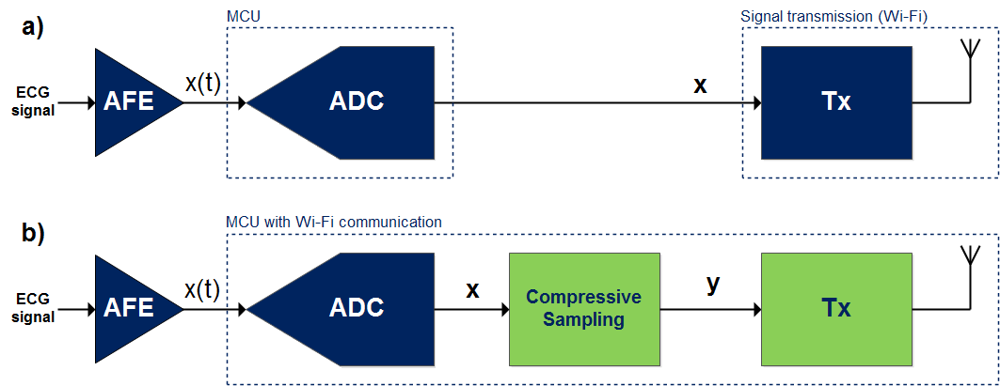 a)
MCU
Signal transmission (Wi-Fi)
ECG
signal
AFE
x(t)
ADC
x
Tx
b)
MCU with Wi-Fi communication
ECG
signal
AFE
x(t)
ADC
x
Compressive
Sampling
y
Tx